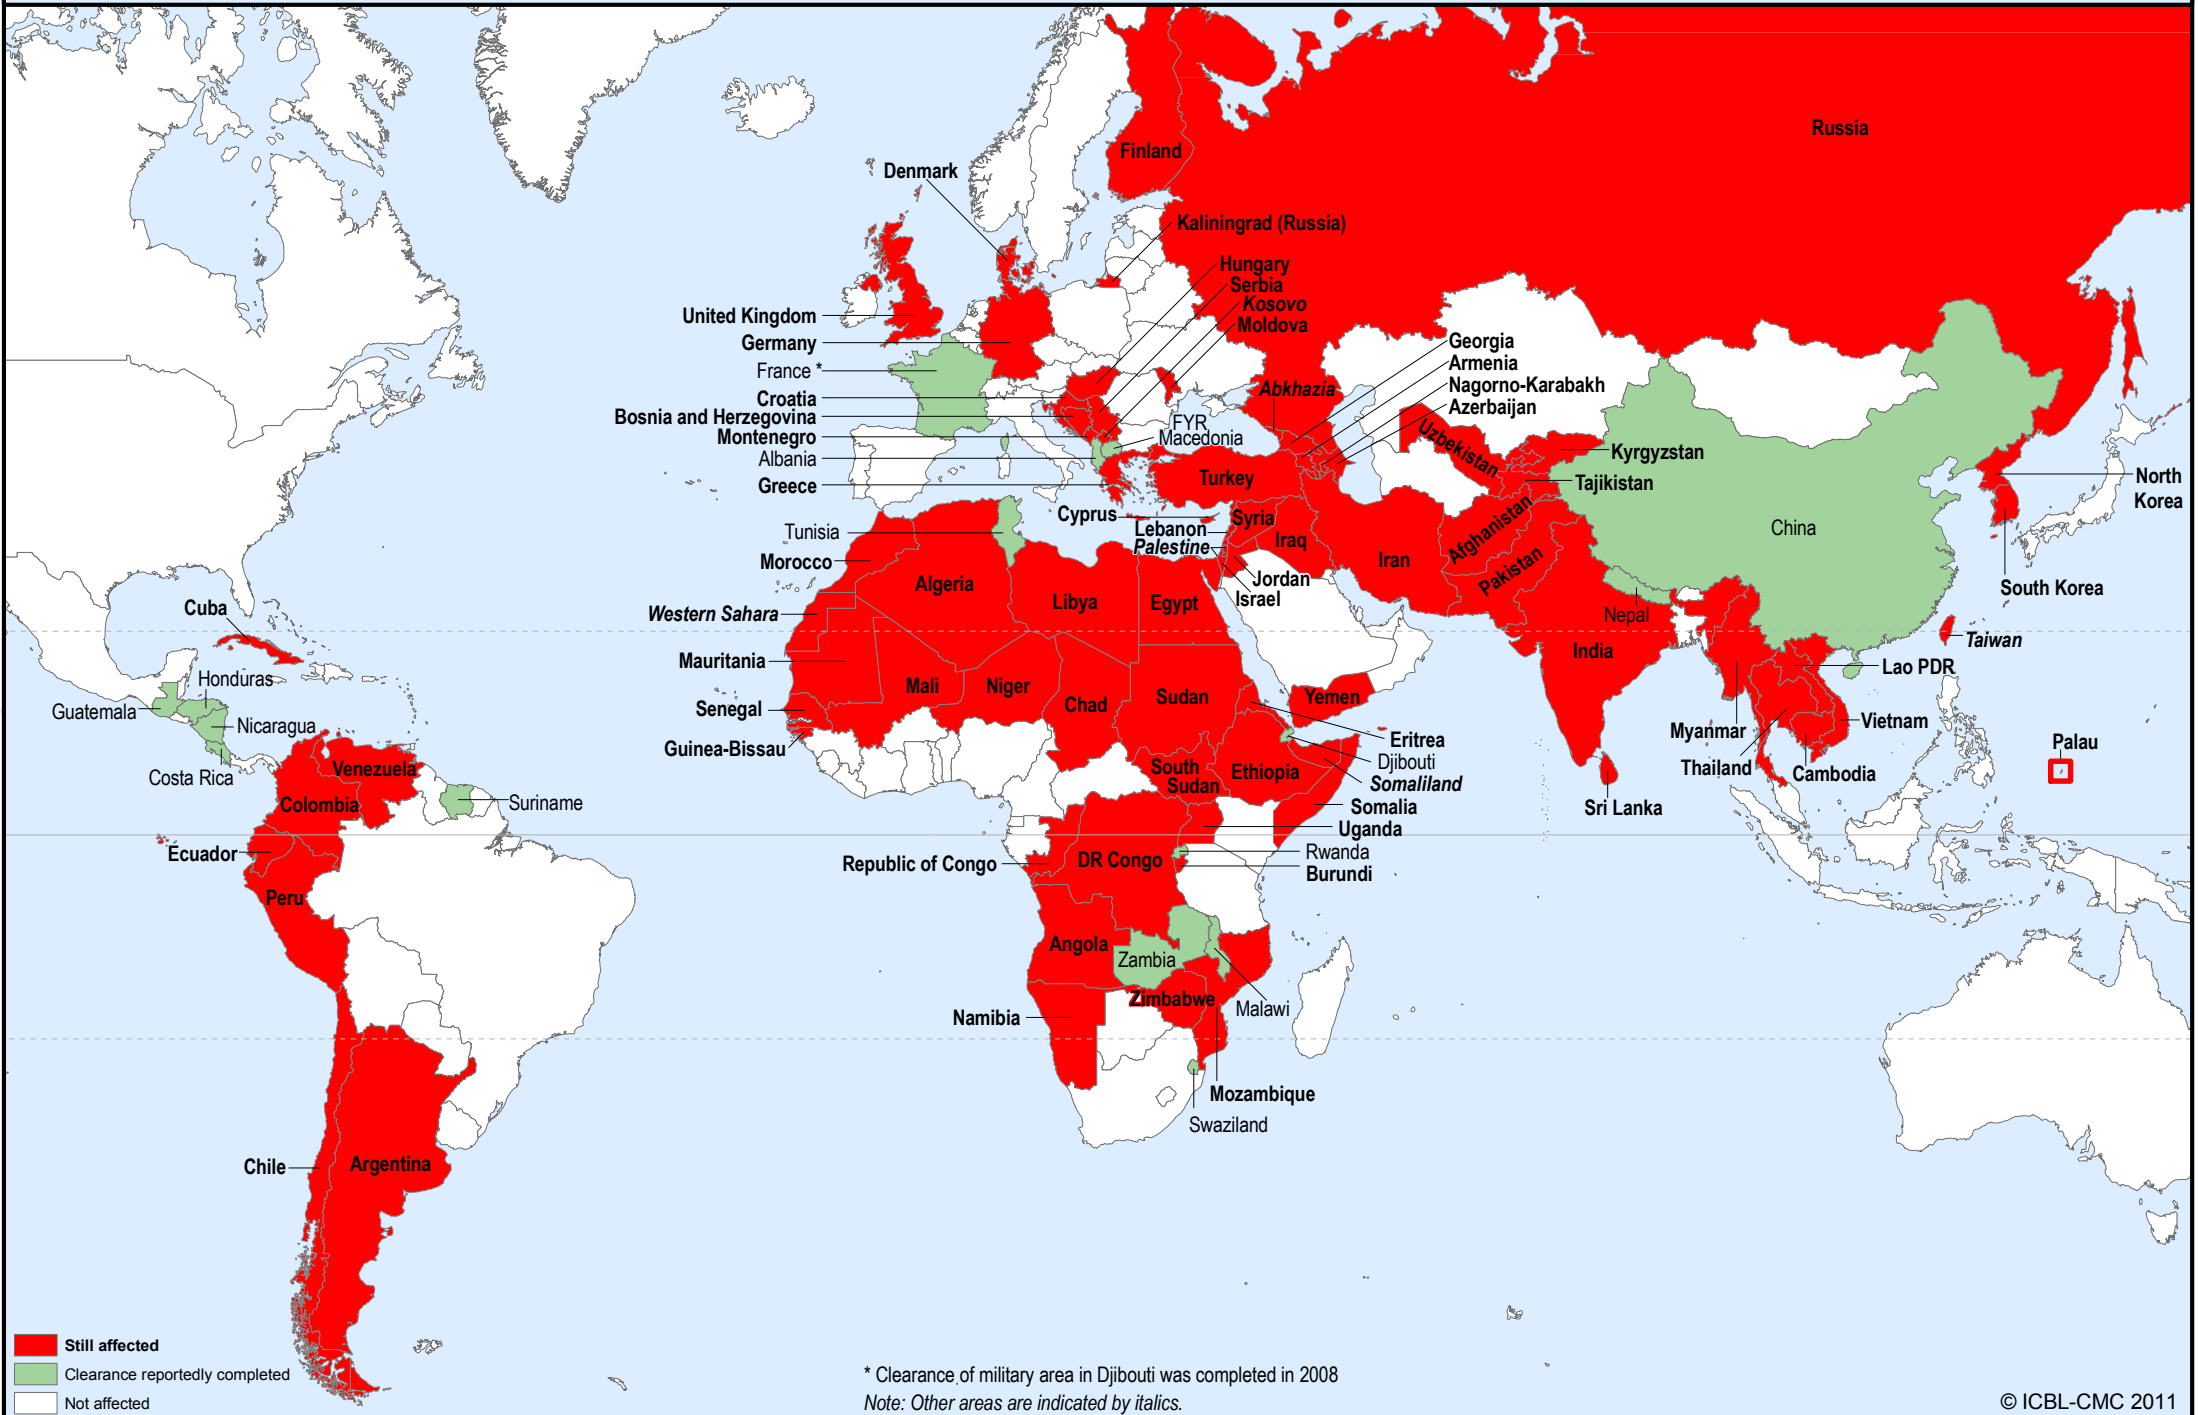 Russia
Finland
Denmark
Kaliningrad (Russia)
Hungary
Serbia
Kosovo
Moldova
United Kingdom
Germany
France *
Croatia
Bosnia and Herzegovina
Montenegro
Albania
Greece
FYR
Macedonia
Abkhazia
Georgia
Armenia
Nagorno-Karabakh
Azerbaijan
Uzbekistan
Kyrgyzstan
Tajikistan
Turkey
Cyprus
Syria
Lebanon
Palestine
Iraq
Jordan
Israel
Iran
Afghanistan
Pakistan
China
North
Korea
South Korea
Nepal
India
Taiwan
Lao PDR
Myanmar
Vietnam
Thailand
Cambodia
Palau
Sri Lanka
Tunisia
Morocco
Algeria
Libya
Egypt
Western Sahara
Mauritania
Mali
Niger
Chad
Sudan
Yemen
Senegal
Guinea-Bissau
Eritrea
Djibouti
Somaliland
Somalia
Ethiopia
South
Sudan
Uganda
Rwanda
Burundi
Republic of Congo
DR Congo
Angola
Zambia
Zimbabwe
Malawi
Namibia
Mozambique
Swaziland
Cuba
Honduras
Guatemala
Nicaragua
Costa Rica
Venezuela
Colombia
Suriname
Ecuador
Peru
Chile
Argentina
Still affected
Clearance reportedly completed
Not affected
* Clearance of military area in Djibouti was completed in 2008
Note: Other areas are indicated by italics.
© ICBL-CMC 2011